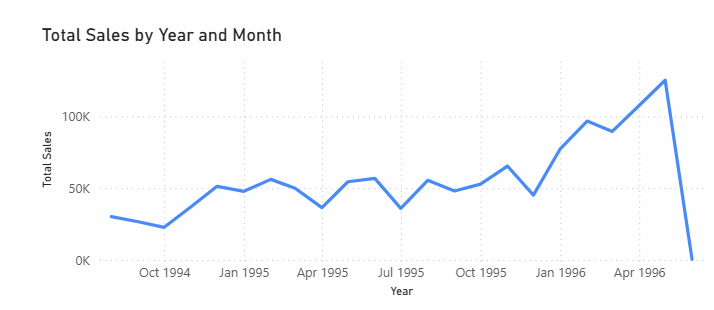 Total Sales by Year and Month
Total Sales
100K
50K
0K
Oct 1994 Jan 1995 Apr 1995 Jul 1995 Oct 1995 Jan 1996 Apr 1996
Year